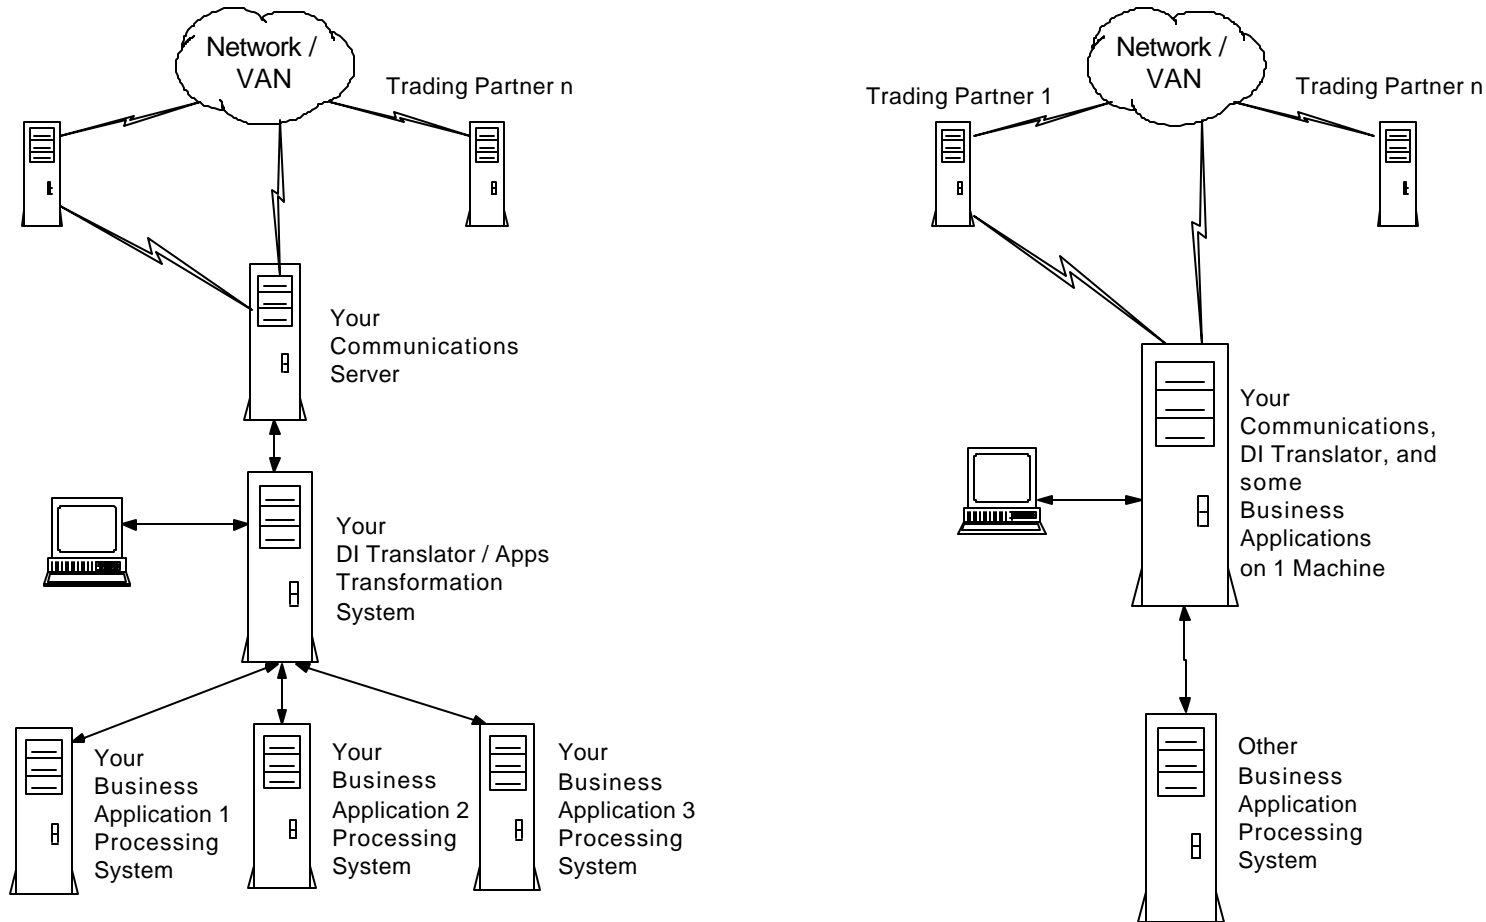 Network /
VAN
Trading Partner n
Your
Communications
Server
Your
DI Translator / Apps
Transformation
System
Your
Business
Application 1
Processing
System
Your
Business
Application 2
Processing
System
Your
Business
Application 3
Processing
System
Network /
VAN
Trading Partner 1
Trading Partner n
Your
Communications,
DI Translator, and
some
Business
Applications
on 1 Machine
Other
Business
Application
Processing
System